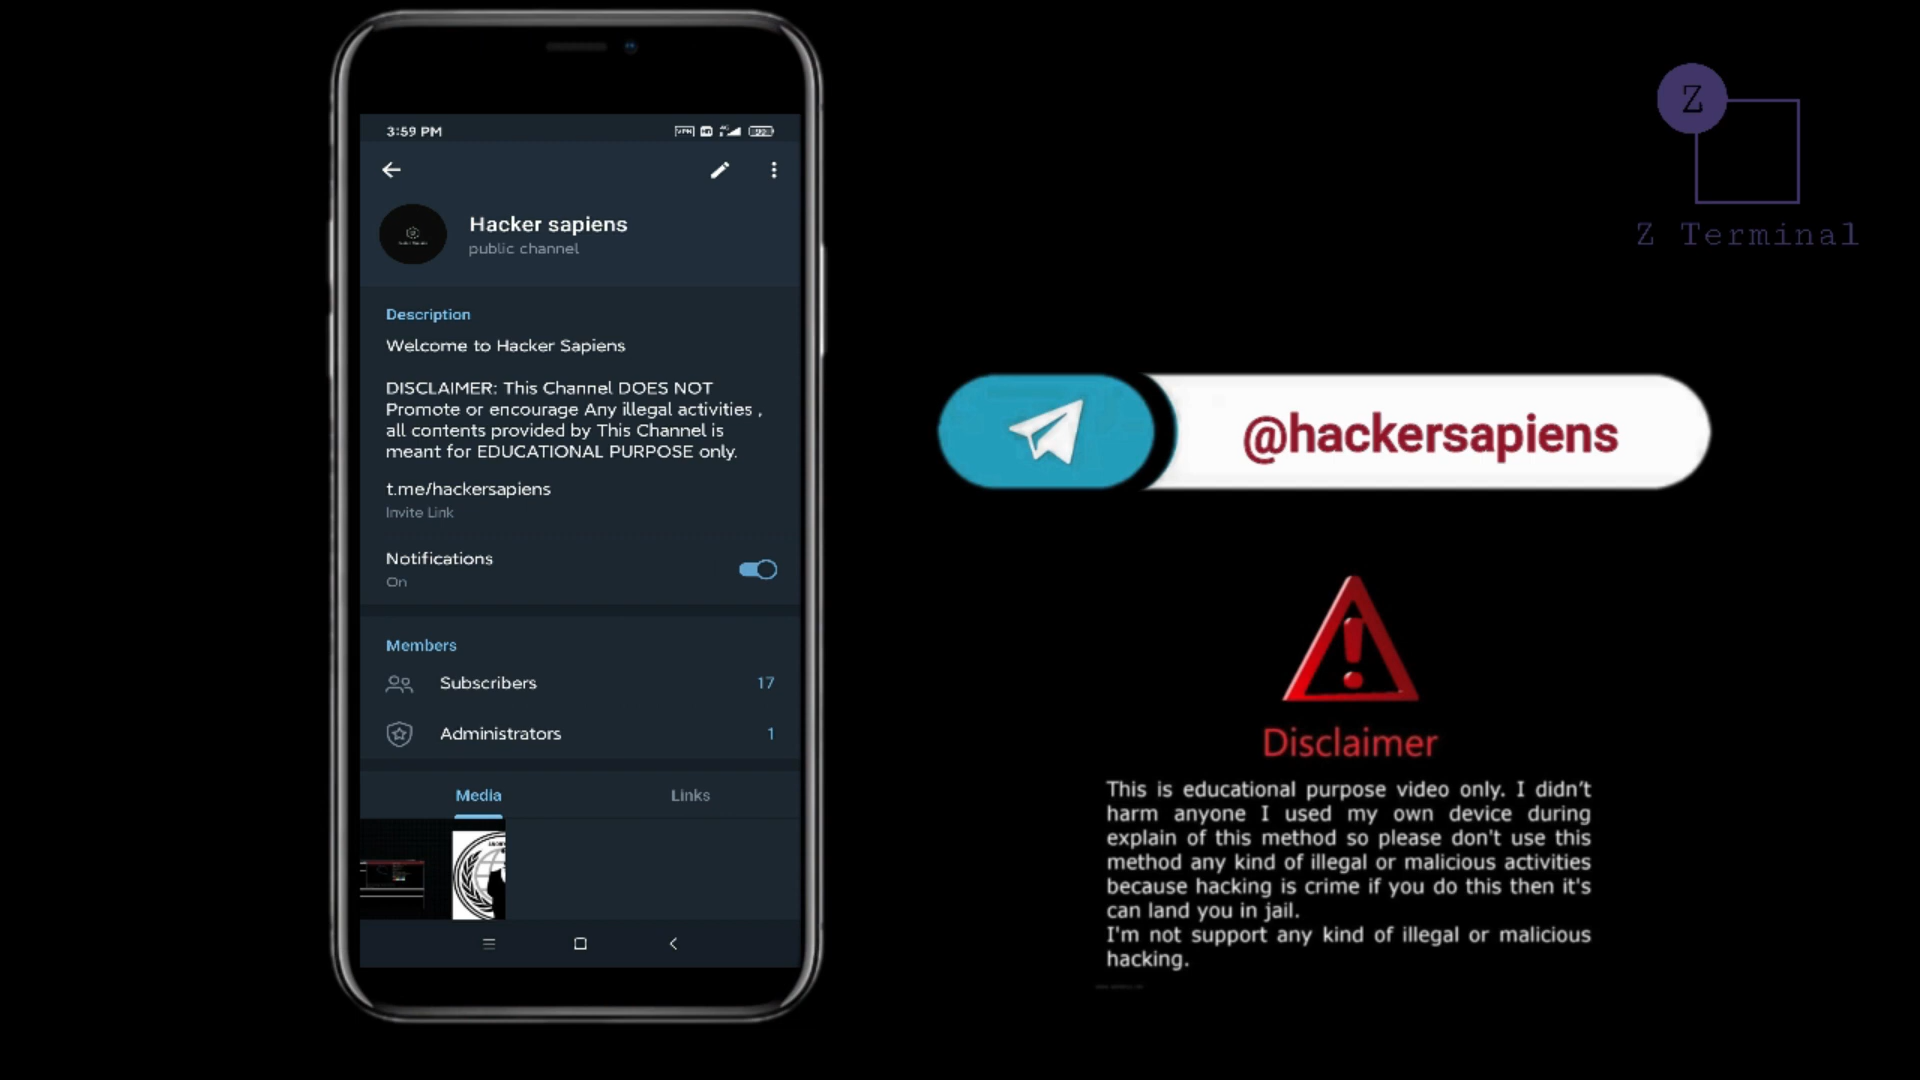 3:59 PM
VPN
Hacker sapiens
public channel
Description
Welcome to Hacker Sapiens
DISCLAIMER: This Channel DOES NOT
Promote or encourage Any illegal activities ,
all contents provided by This Channel is
meant for EDUCATIONAL PURPOSE only.
t.me/hackersapiens
Invite Link
Notifications
On
Members
Subscribers 17
Administrators 1
Media Links
Z
Z Terminal
@hackersapiens
Disclaimer
This is educational purpose video only. I didn't
harm anyone I used my own device during
explain of this method so please don't use this
method any kind of illegal or malicious activities
because hacking is crime if you do this then it's
can land you in jail.
I'm not support any kind of illegal or malicious
hacking.